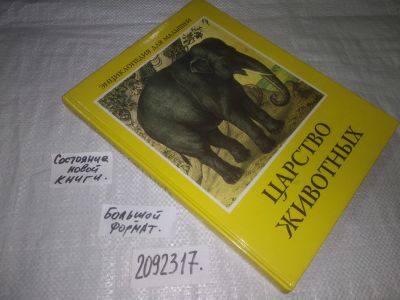 ЭНЦИКЛОПЕДИЯ ДЛЯ МАЛЫШЕЙ
ЦАРСТВО
ЖИВОТНЫХ
Состояние
новой
книги.
Большой
формат.
2092317.